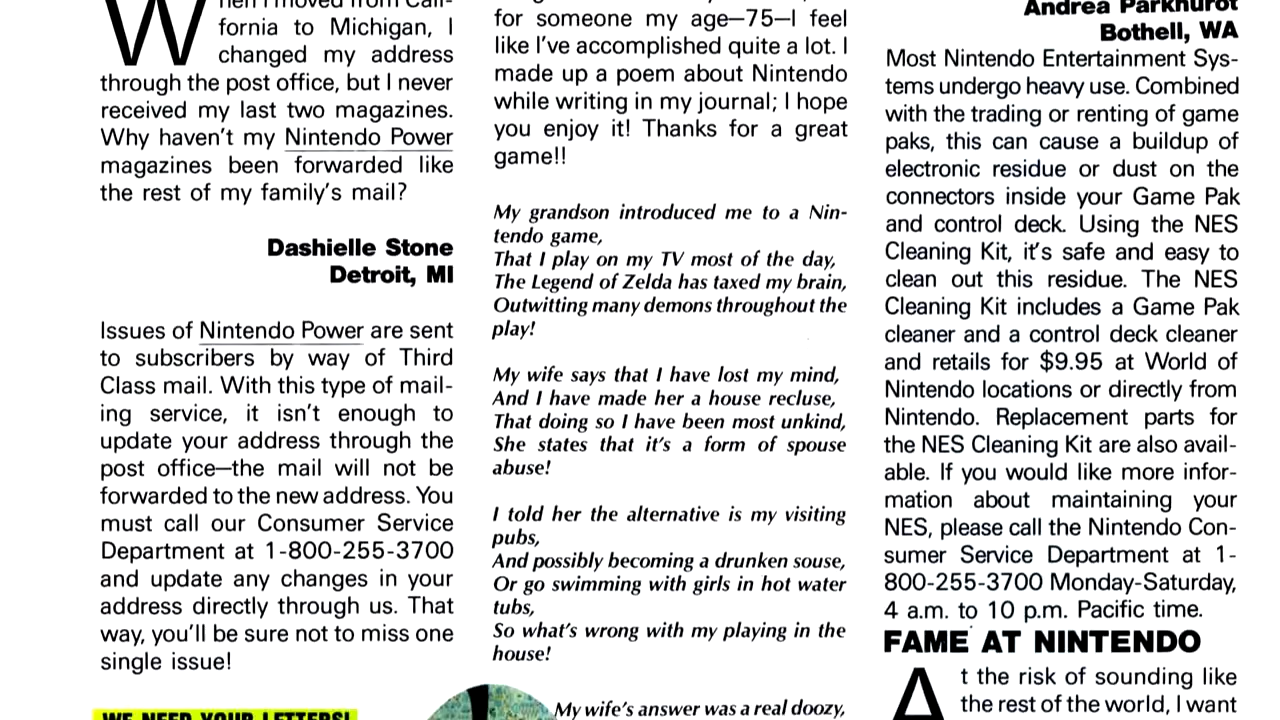 W
hen I moved from Cali-
fornia to Michigan, I
changed my address
through the post office, but I never
received my last two magazines.
Why haven't my Nintendo Power
magazines been forwarded like
the rest of my family's mail?
Dashielle Stone
Detroit, MI
Issues of Nintendo Power are sent
to subscribers by way of Third
Class mail. With this type of mail-
ing service, it isn't enough to
update your address through the
post office—the mail will not be
forwarded to the new address. You
must call our Consumer Service
Department at 1-800-255-3700
and update any changes in your
address directly through us. That
way, you'll be sure not to miss one
single issue!
WE NEED YOUR LETTERS!
for someone my age—75—I feel
like I've accomplished quite a lot. I
made up a poem about Nintendo
while writing in my journal; I hope
you enjoy it! Thanks for a great
game!!
My grandson introduced me to a Nin-
tendo game,
That I play on my TV most of the day,
The Legend of Zelda has taxed my brain,
Outwitting many demons throughout the
play!
My wife says that I have lost my mind,
And I have made her a house recluse,
That doing so I have been most unkind,
She states that it's a form of spouse
abuse!
I told her the alternative is my visiting
pubs,
And possibly becoming a drunken souse,
Or go swimming with girls in hot water
tubs,
So what's wrong with my playing in the
house!
My wife's answer was a real doozy,
Andrea Parkhurst
Bothell, WA
Most Nintendo Entertainment Sys-
tems undergo heavy use. Combined
with the trading or renting of game
paks, this can cause a buildup of
electronic residue or dust on the
connectors inside your Game Pak
and control deck. Using the NES
Cleaning Kit, it's safe and easy to
clean out this residue. The NES
Cleaning Kit includes a Game Pak
cleaner and a control deck cleaner
and retails for $9.95 at World of
Nintendo locations or directly from
Nintendo. Replacement parts for
the NES Cleaning Kit are also avail-
able. If you would like more infor-
mation about maintaining your
NES, please call the Nintendo Con-
sumer Service Department at 1-
800-255-3700 Monday-Saturday,
4 a.m. to 10 p.m. Pacific time.
FAME AT NINTENDO
A
t the risk of sounding like
the rest of the world, I want